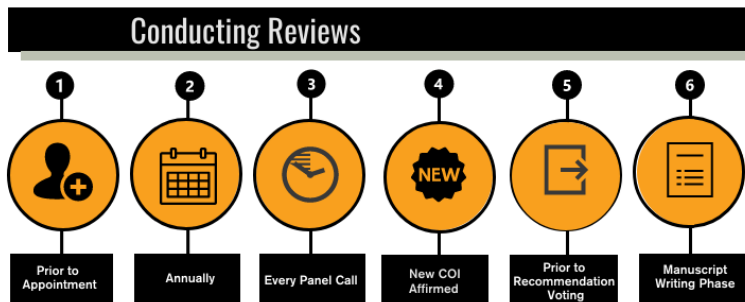 Conducting Reviews
1
2
3
4
5
6
NEW
Prior to
Appointment
Annually
Every Panel Call
New COI
Affirmed
Prior to
Recommendation
Voting
Manuscript
Writing Phase